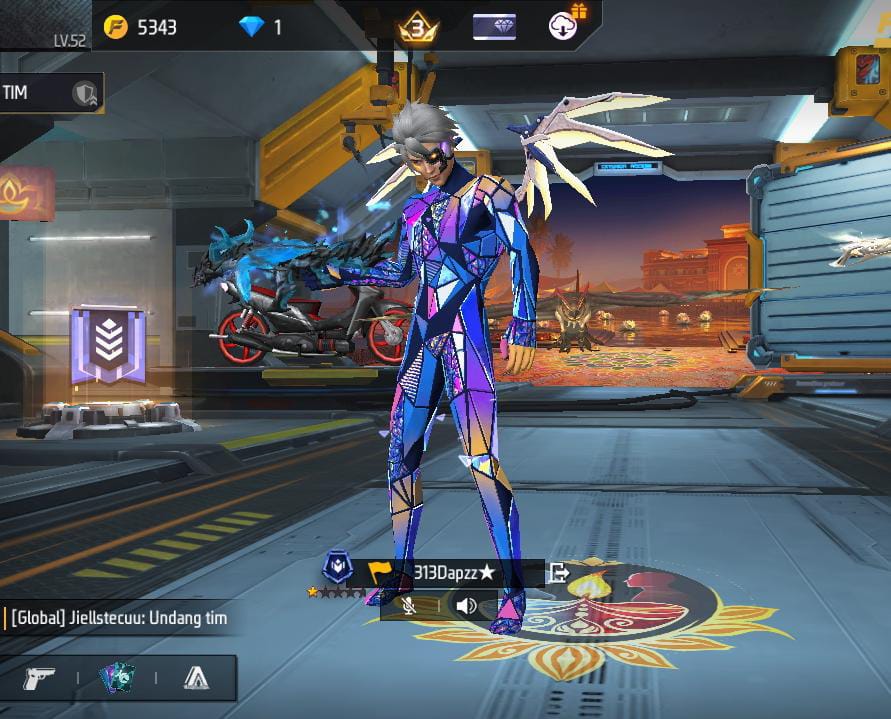 LV.52
5343
1
3
TIM
313Dapzz★
[Global] Jiellstecuu: Undang tim